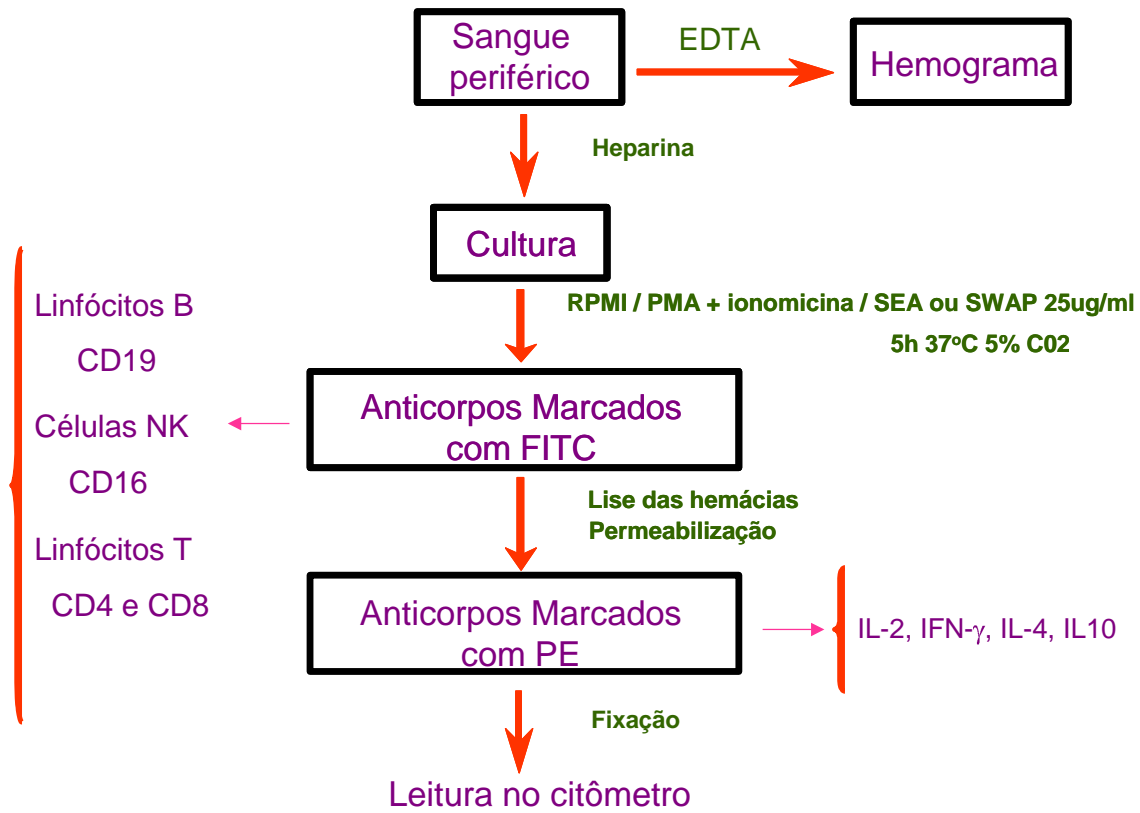 Sangue
periférico
EDTA
Hemograma
Heparina
Cultura
RPMI / PMA + ionomicina / SEA ou SWAP 25ug/ml
5h 37ºC 5% C02
Linfócitos B
CD19
Células NK
CD16
Linfócitos T
CD4 e CD8
Anticorpos Marcados
com FITC
Lise das hemácias
Permeabilização
Anticorpos Marcados
com PE
IL-2, IFN-γ, IL-4, IL10
Fixação
Leitura no citômetro